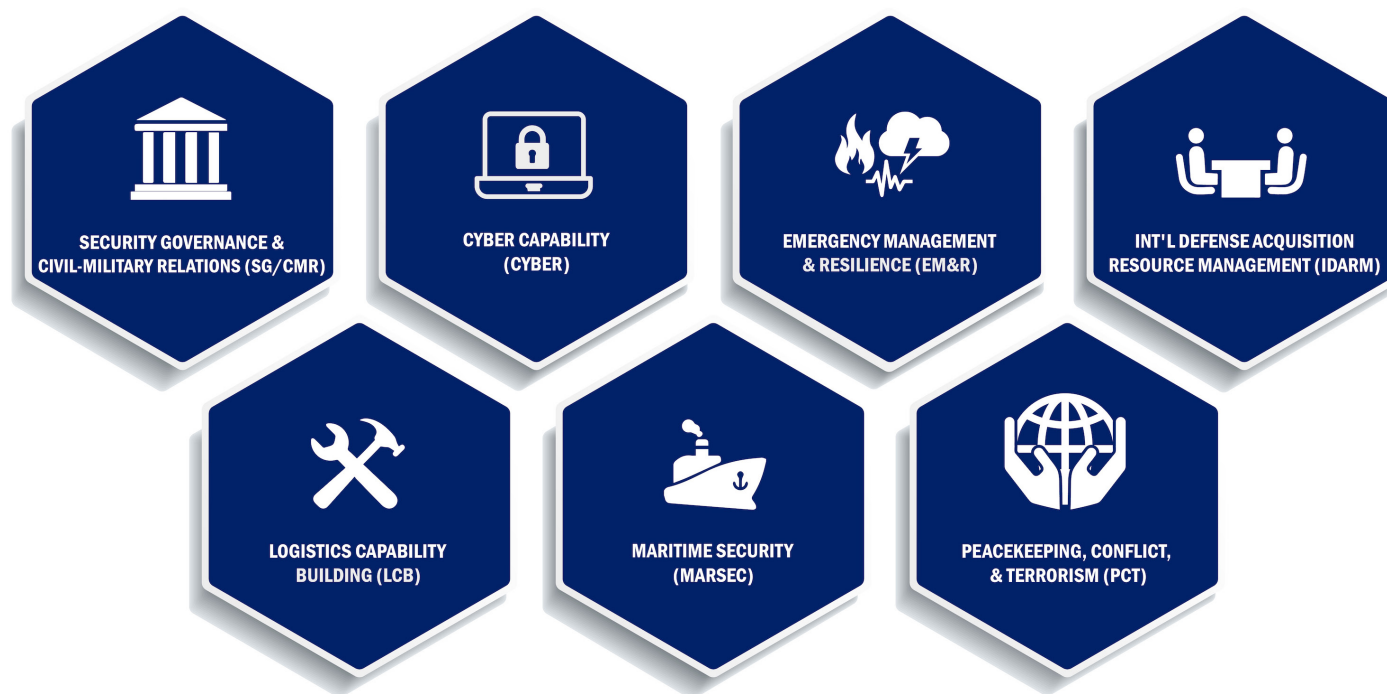 SECURITY GOVERNANCE &
CIVIL-MILITARY RELATIONS (SG/CMR)
CYBER CAPABILITY
(CYBER)
EMERGENCY MANAGEMENT
& RESILIENCE (EM&R)
INT'L DEFENSE ACQUISITION
RESOURCE MANAGEMENT (IDARM)
LOGISTICS CAPABILITY
BUILDING (LCB)
MARITIME SECURITY
(MARSEC)
PEACEKEEPING, CONFLICT,
& TERRORISM (PCT)